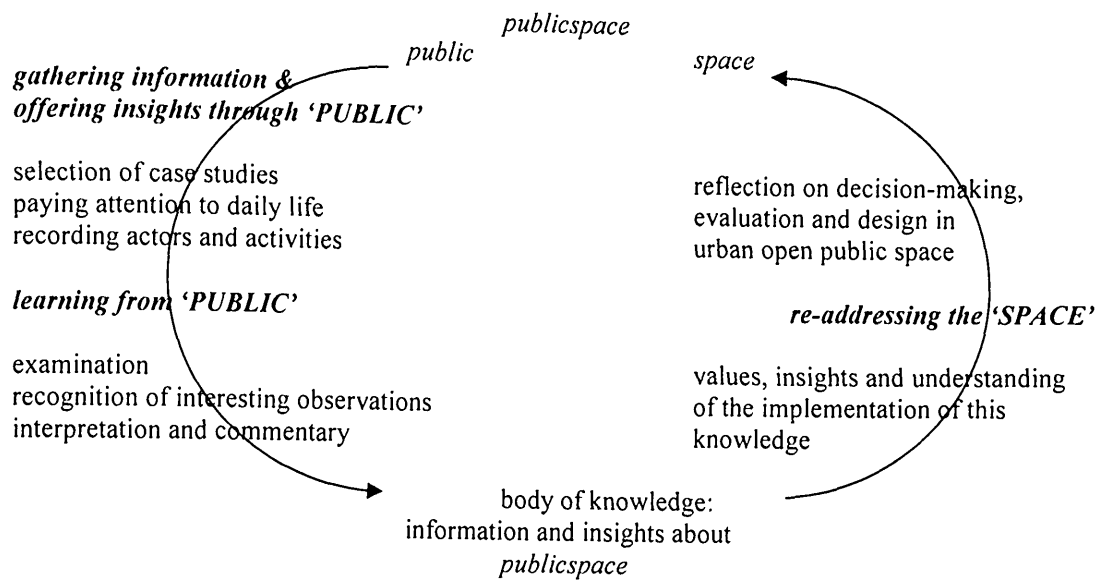 publicspace
public
space
gathering information &
offering insights through ‘PUBLIC’
selection of case studies
paying attention to daily life
recording actors and activities
learning from ‘PUBLIC’
examination
recognition of interesting observations
interpretation and commentary
reflection on decision-making,
evaluation and design in
urban open public space
re-addressing the ‘SPACE’
values, insights and understanding
of the implementation of this
knowledge
body of knowledge:
information and insights about
publicspace